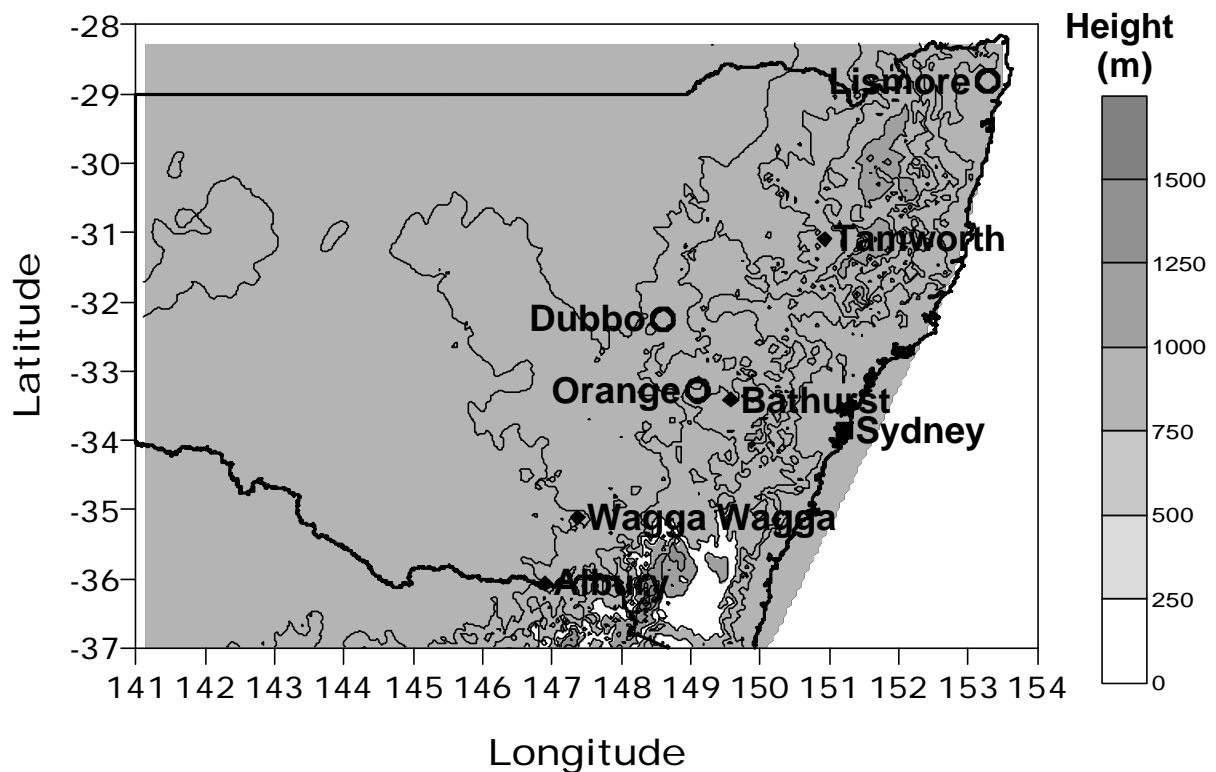 Height
(m)
-28
-29
-30
-31
-32
-33
-34
-35
-36
-37
Latitude
Lismore
Tamworth
Dubbo
Orange
Bathurst
Sydney
Wagga Wagga
Albury
1500
1250
1000
750
500
250
0
141 142 143 144 145 146 147 148 149 150 151 152 153 154
Longitude